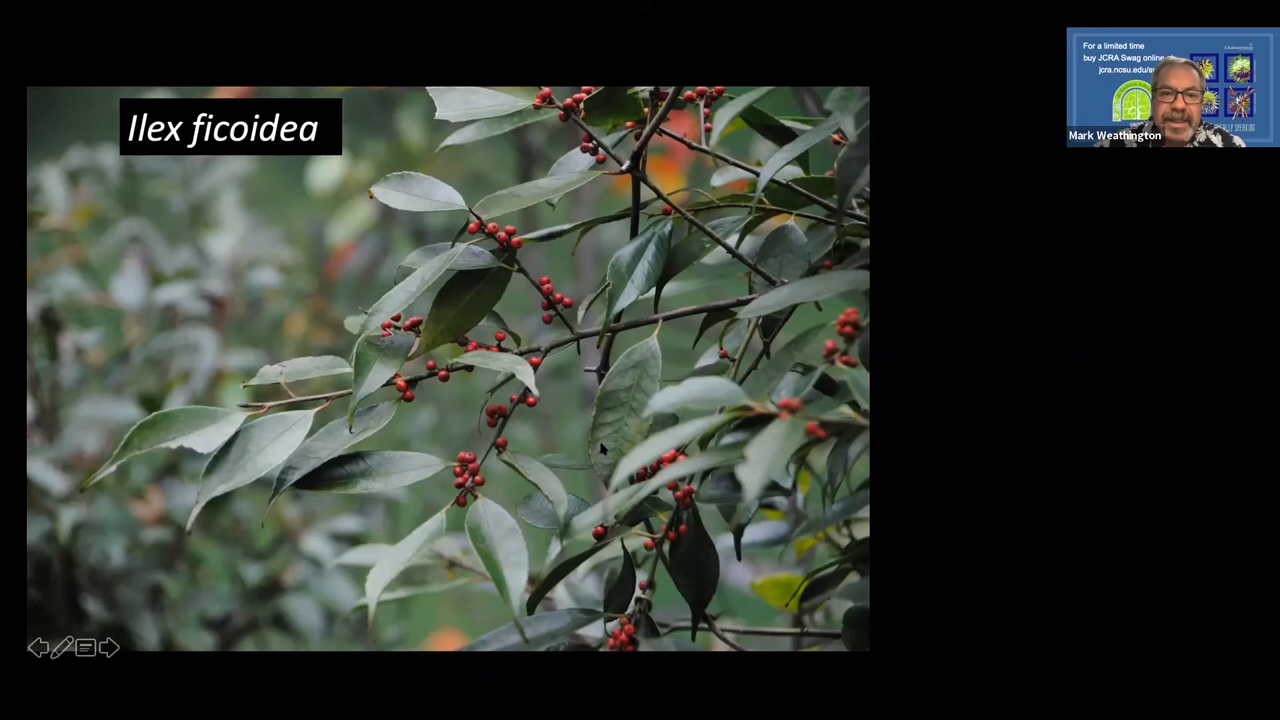 Ilex ficoidea
For a limited time
buy JCRA Swag online
jcra.ncsu.edu/
Mark Weathington